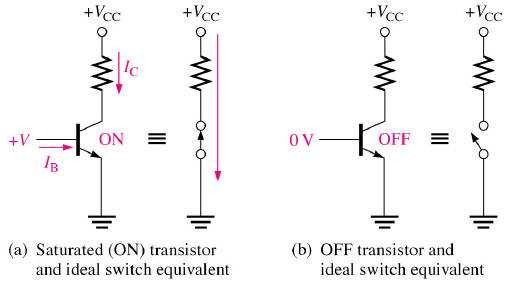 +VCC +VCC +VCC +VCC
IC
+V ON ≡ 0 V OFF ≡
IB
(a) Saturated (ON) transistor
and ideal switch equivalent
(b) OFF transistor and
ideal switch equivalent